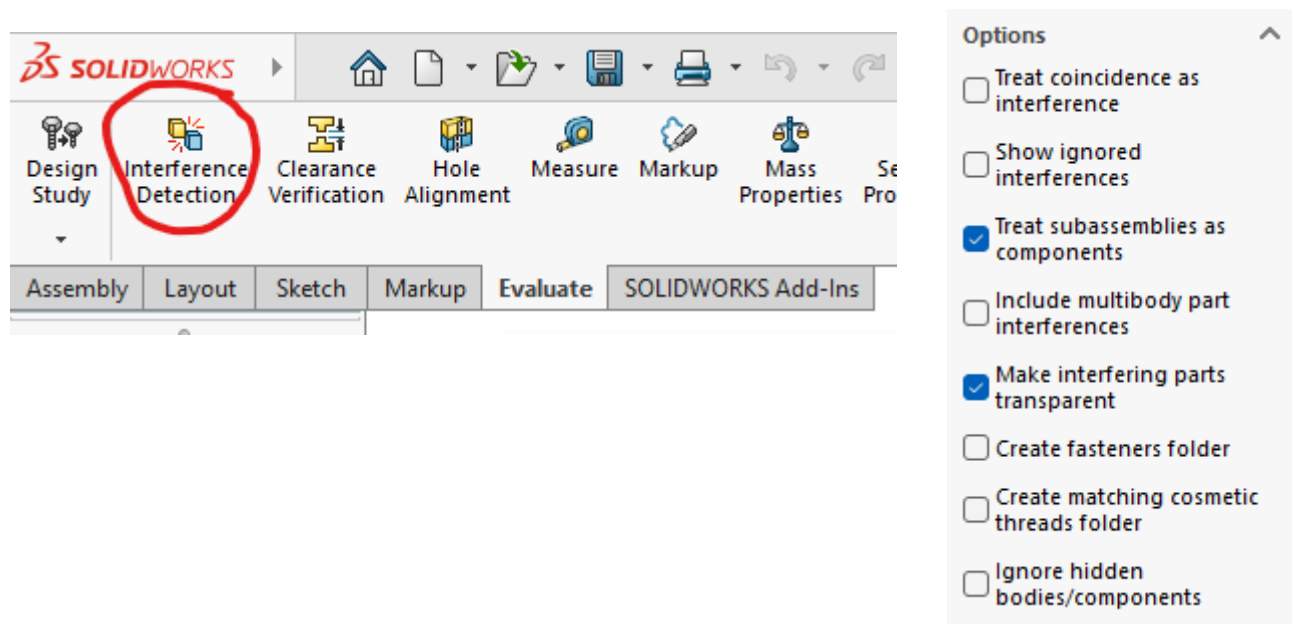 SOLIDWORKS
Design
Study
Interference
Detection
Clearance
Verification
Hole
Alignment
Measure
Markup
Mass
Properties
Se
Pro
Assembly
Layout
Sketch
Markup
Evaluate
SOLIDWORKS Add-Ins
Options
Treat coincidence as
interference
Show ignored
interferences
Treat subassemblies as
components
Include multibody part
interferences
Make interfering parts
transparent
Create fasteners folder
Create matching cosmetic
threads folder
Ignore hidden
bodies/components